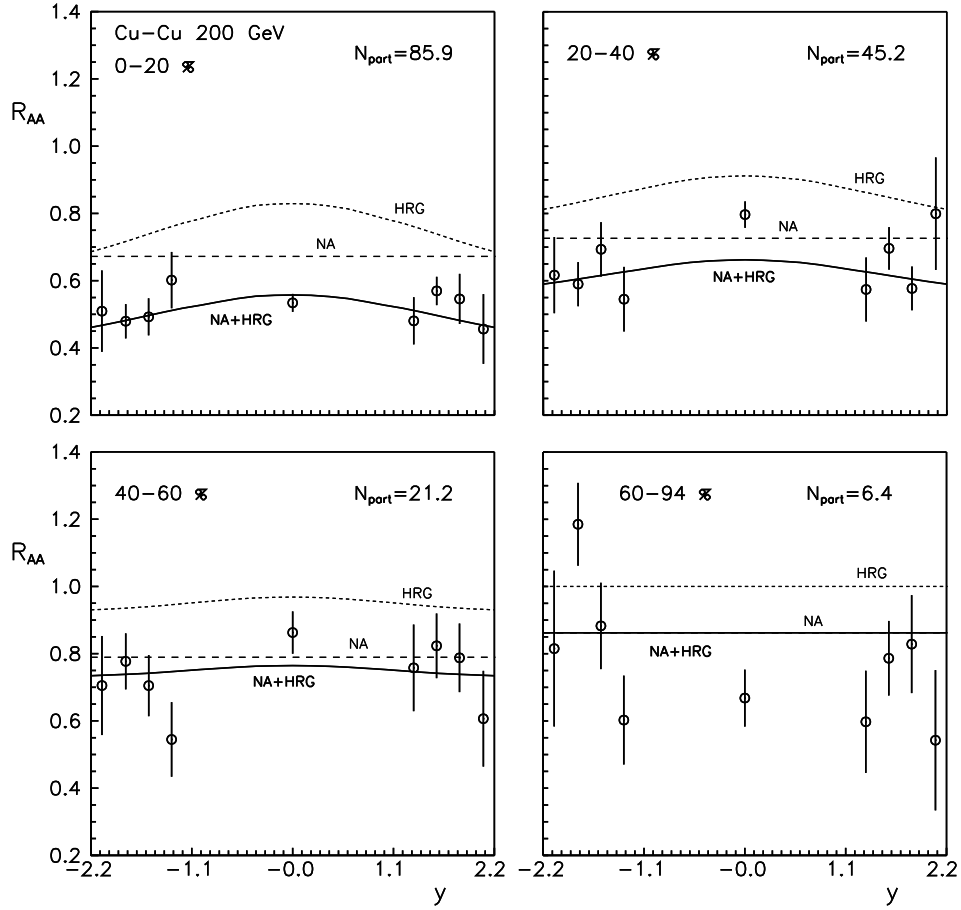 1.4
Cu-Cu 200 GeV
0-20 %
N_part=85.9
20-40 %
N_part=45.2
1.2
R_AA
1.0
0.8
HRG
HRG
NA
NA
0.6
NA+HRG
NA+HRG
0.4
0.2
1.4
40-60 %
N_part=21.2
60-94 %
N_part=6.4
1.2
R_AA
1.0
HRG
HRG
0.8
NA
NA
NA+HRG
NA+HRG
0.6
0.4
0.2
-2.2 -1.1 -0.0 1.1 2.2
-2.2 -1.1 -0.0 1.1 2.2
y
y